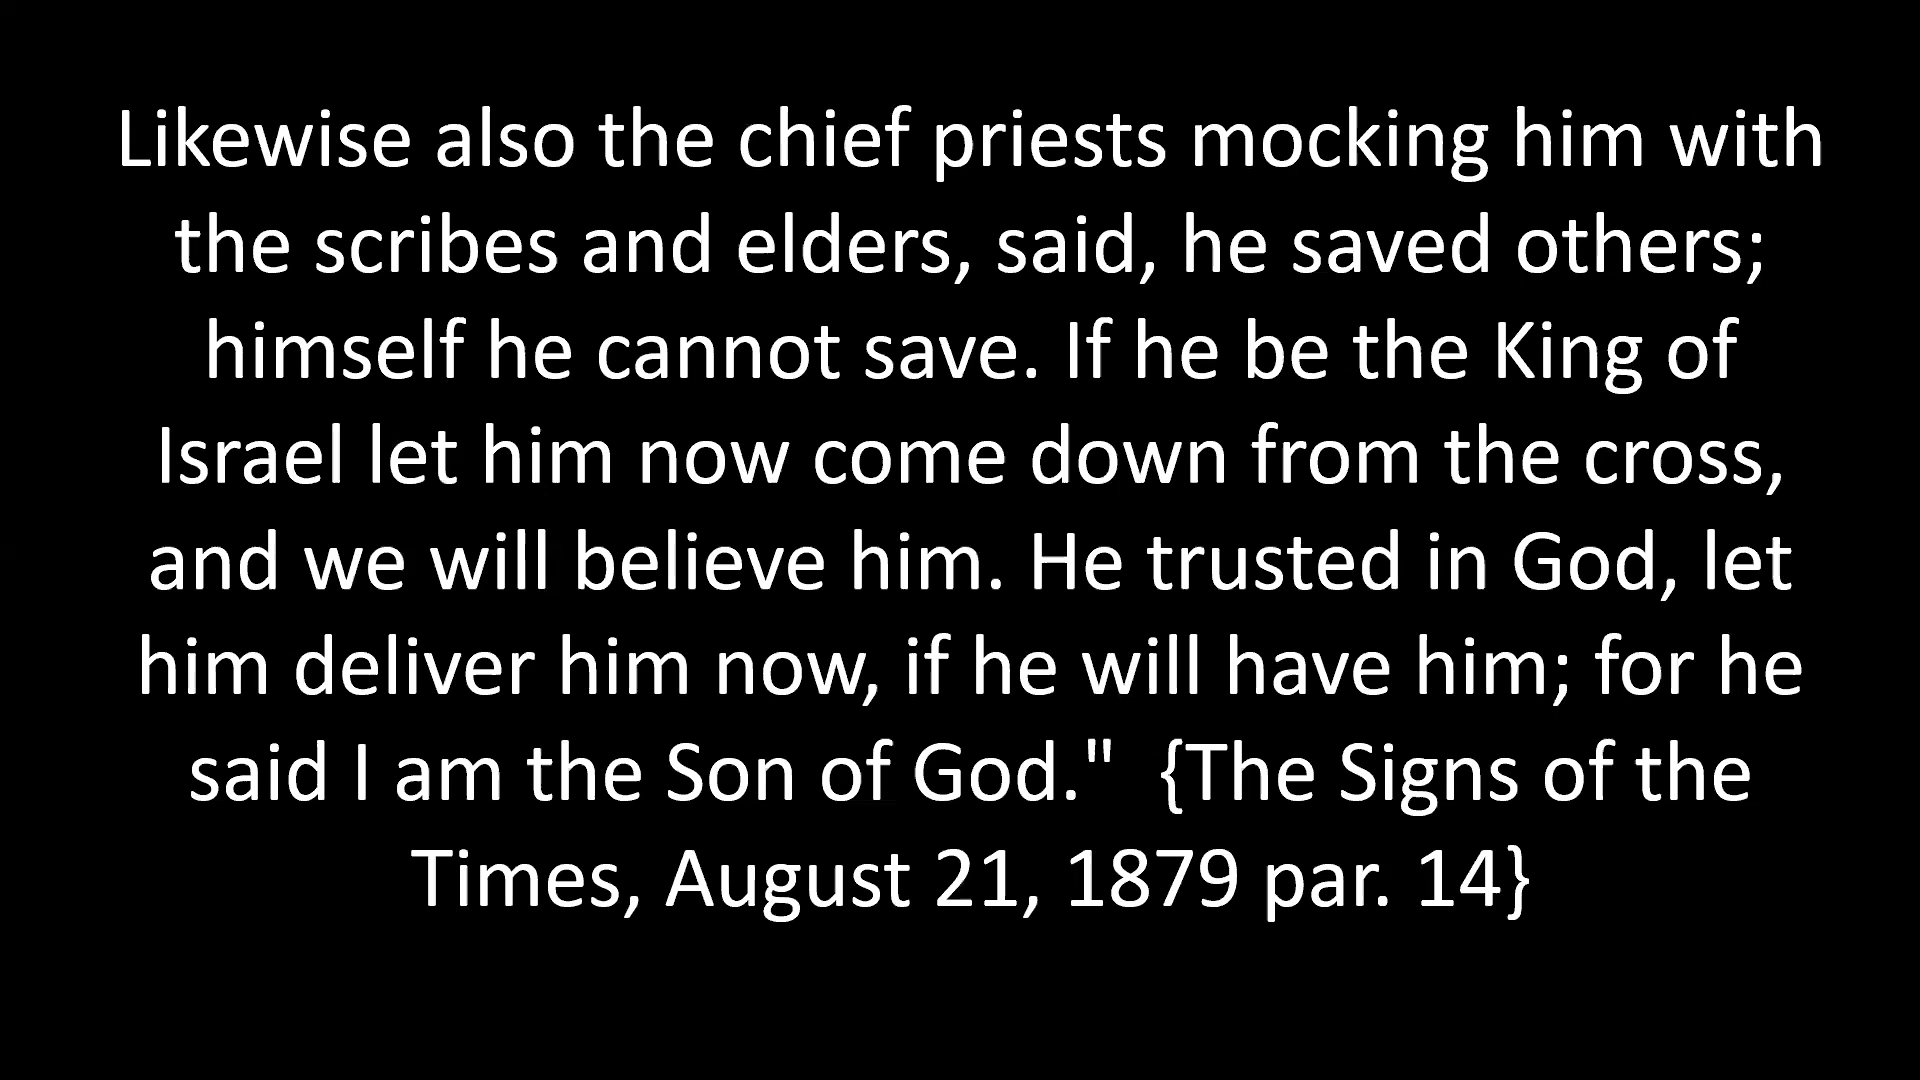 Likewise also the chief priests mocking him with
the scribes and elders, said, he saved others;
himself he cannot save. If he be the King of
Israel let him now come down from the cross,
and we will believe him. He trusted in God, let
him deliver him now, if he will have him; for he
said I am the Son of God."  {The Signs of the
Times, August 21, 1879 par. 14}